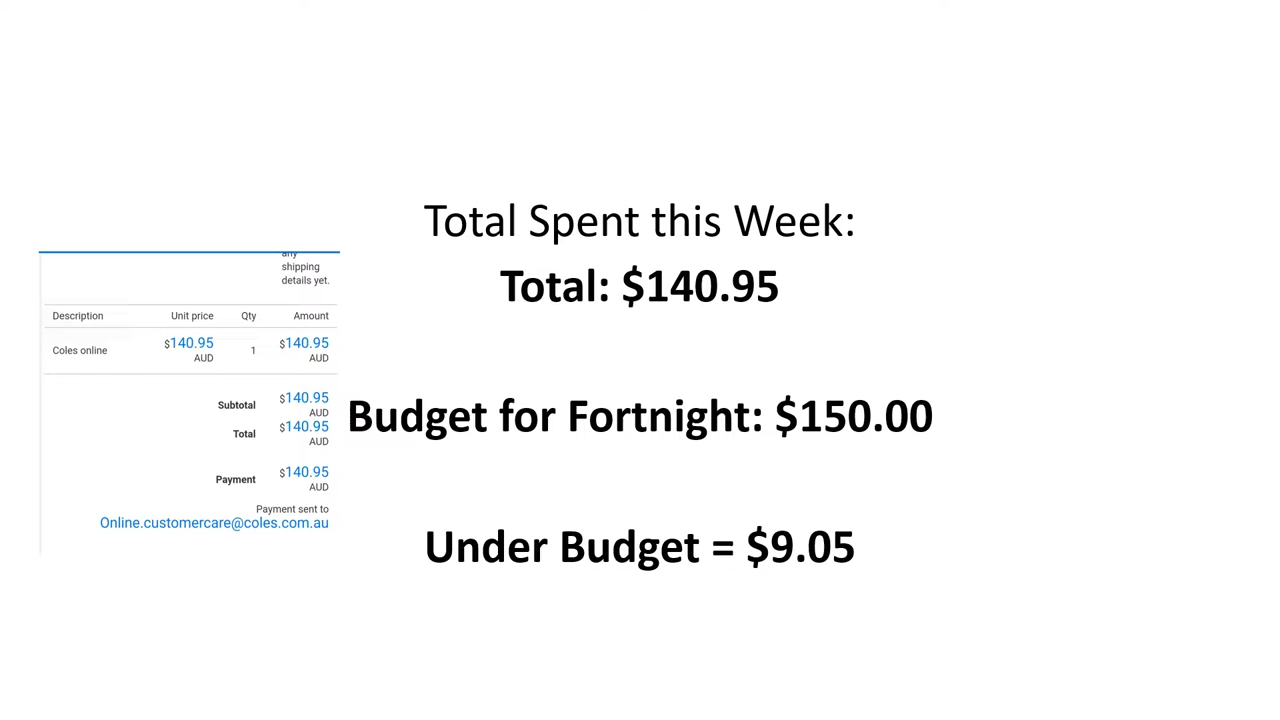 any
shipping
details yet.
Description Unit price Qty Amount
Coles online $140.95 AUD 1 $140.95 AUD
Subtotal $140.95 AUD
Total $140.95 AUD
Payment $140.95 AUD
Payment sent to
Online.customercare@coles.com.au
Total Spent this Week:
Total: $140.95
Budget for Fortnight: $150.00
Under Budget = $9.05